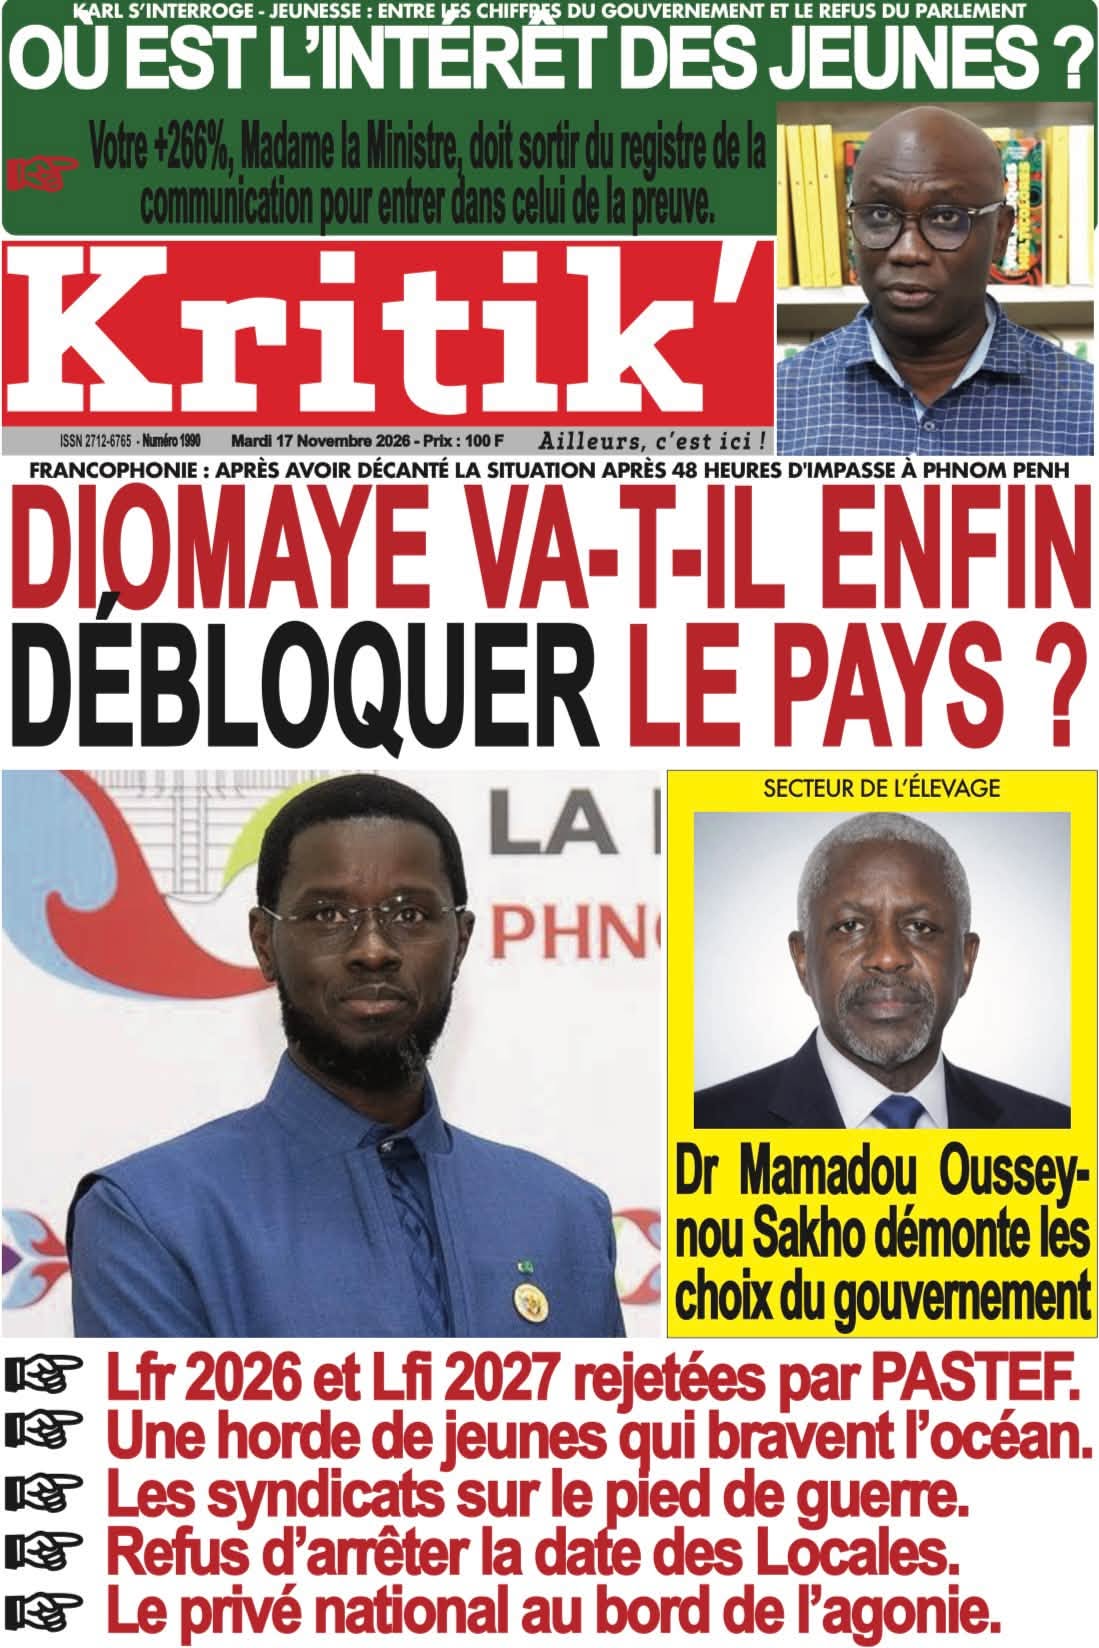 KARL S'INTERROGE - JEUNESSE : ENTRE LES CHIFFRES DU GOUVERNEMENT ET LE REFUS DU PARLEMENT
OÙ EST L'INTÉRÊT DES JEUNES ?
Votre +266%, Madame la Ministre, doit sortir du registre de la
communication pour entrer dans celui de la preuve.
Kritik'
ISSN 2712-6765 - Numéro 1990 Mardi 17 Novembre 2026 - Prix : 100 F Ailleurs, c'est ici !
FRANCOPHONIE : APRÈS AVOIR DÉCANTÉ LA SITUATION APRÈS 48 HEURES D'IMPASSE À PHNOM PENH
DIOMAYE VA-T-IL ENFIN
DÉBLOQUER LE PAYS ?
LA
PHN
SECTEUR DE L'ÉLEVAGE
Dr Mamadou Oussey-
nou Sakho démonte les
choix du gouvernement
Lfr 2026 et Lfi 2027 rejetées par PASTEF.
Une horde de jeunes qui bravent l'océan.
Les syndicats sur le pied de guerre.
Refus d'arrêter la date des Locales.
Le privé national au bord de l'agonie.